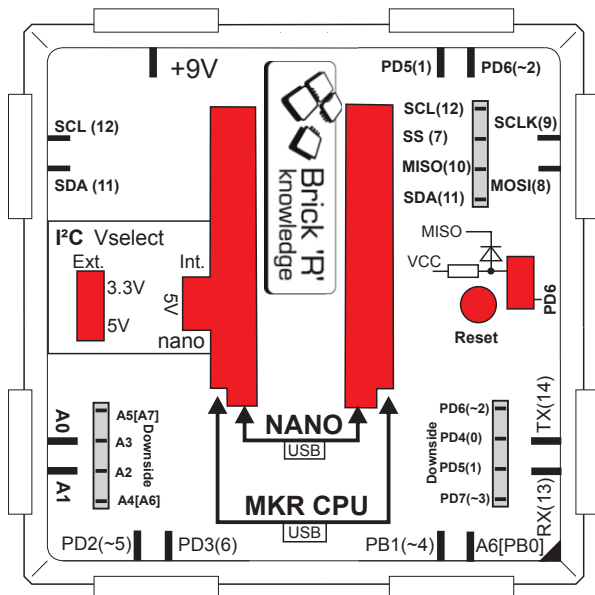 +9V
PD5(1)
PD6(~2)
SCL (12)
SDA (11)
Brick 'R'
knowledge
SCL(12)
SS (7)
MISO(10)
SDA(11)
SCLK(9)
MOSI(8)
I²C Vselect
Ext.
Int.
3.3V
5V
5V
nano
MISO
VCC
PD6
Reset
A0
A1
A5[A7]
A3
A2
A4[A6]
Downside
NANO
USB
MKR CPU
USB
Downside
PD6(~2)
PD4(0)
PD5(1)
PD7(~3)
TX(14)
RX(13)
PD2(~5)
PD3(6)
PB1(~4)
A6[PB0]